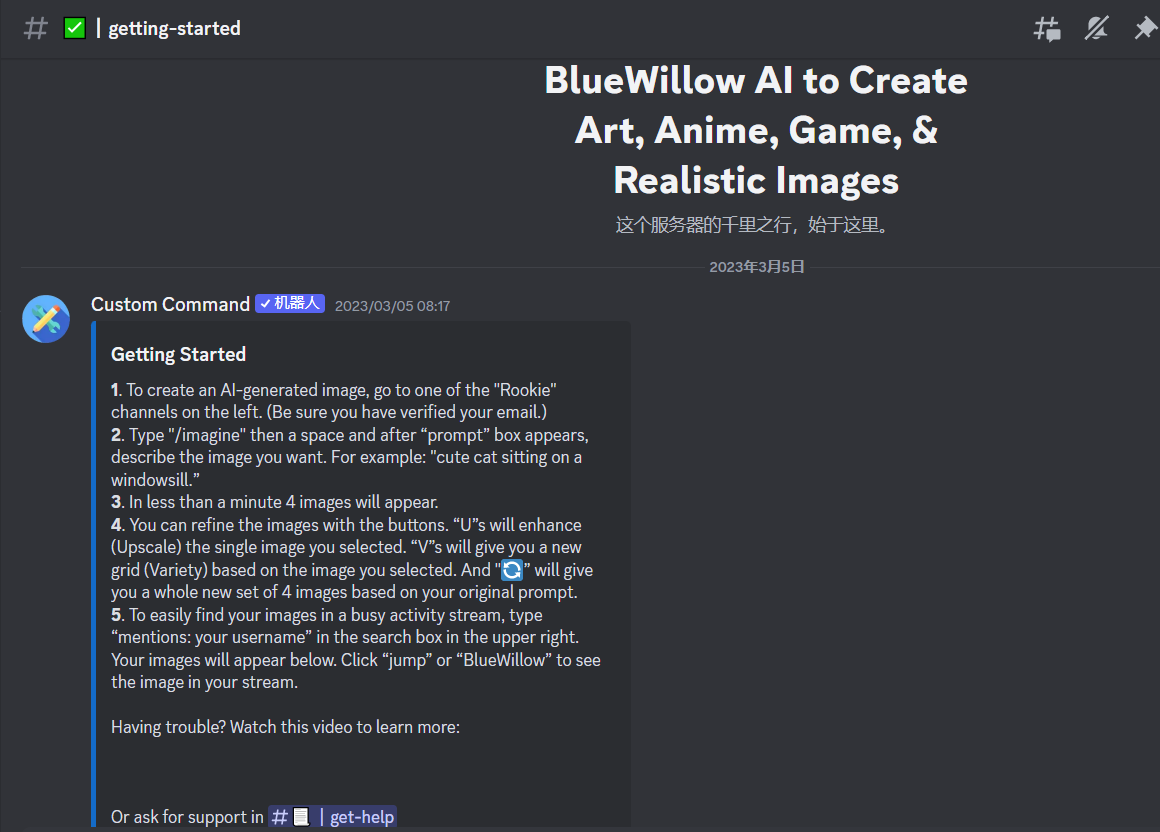 # ✅ | getting-started
BlueWillow AI to Create
Art, Anime, Game, &
Realistic Images
这个服务器的千里之行，始于这里。
2023年3月5日
Custom Command ✓机器人 2023/03/05 08:17
Getting Started
1. To create an AI-generated image, go to one of the "Rookie"
channels on the left. (Be sure you have verified your email.)
2. Type "/imagine" then a space and after “prompt” box appears,
describe the image you want. For example: "cute cat sitting on a
windowsill.”
3. In less than a minute 4 images will appear.
4. You can refine the images with the buttons. “U”s will enhance
(Upscale) the single image you selected. “V”s will give you a new
grid (Variety) based on the image you selected. And "🔄” will give
you a whole new set of 4 images based on your original prompt.
5. To easily find your images in a busy activity stream, type
“mentions: your username” in the search box in the upper right.
Your images will appear below. Click “jump” or “BlueWillow” to see
the image in your stream.
Having trouble? Watch this video to learn more:
Or ask for support in #📃 | get-help